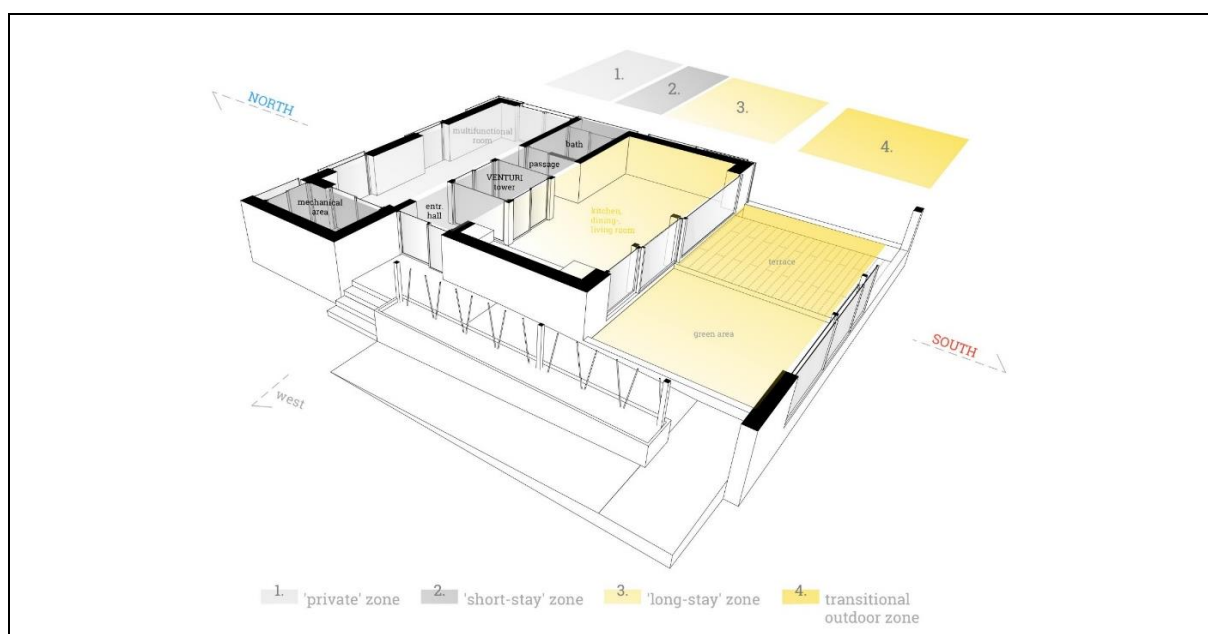 1.
2.
3.
4.
NORTH
multifunctional
room
bath
passage
VENTURI
tower
mechanical
area
entr.
hall
kitchen,
dining-,
living room
terrace
green area
SOUTH
west
1. 'private' zone
2. 'short-stay' zone
3. 'long-stay' zone
4. transitional
outdoor zone